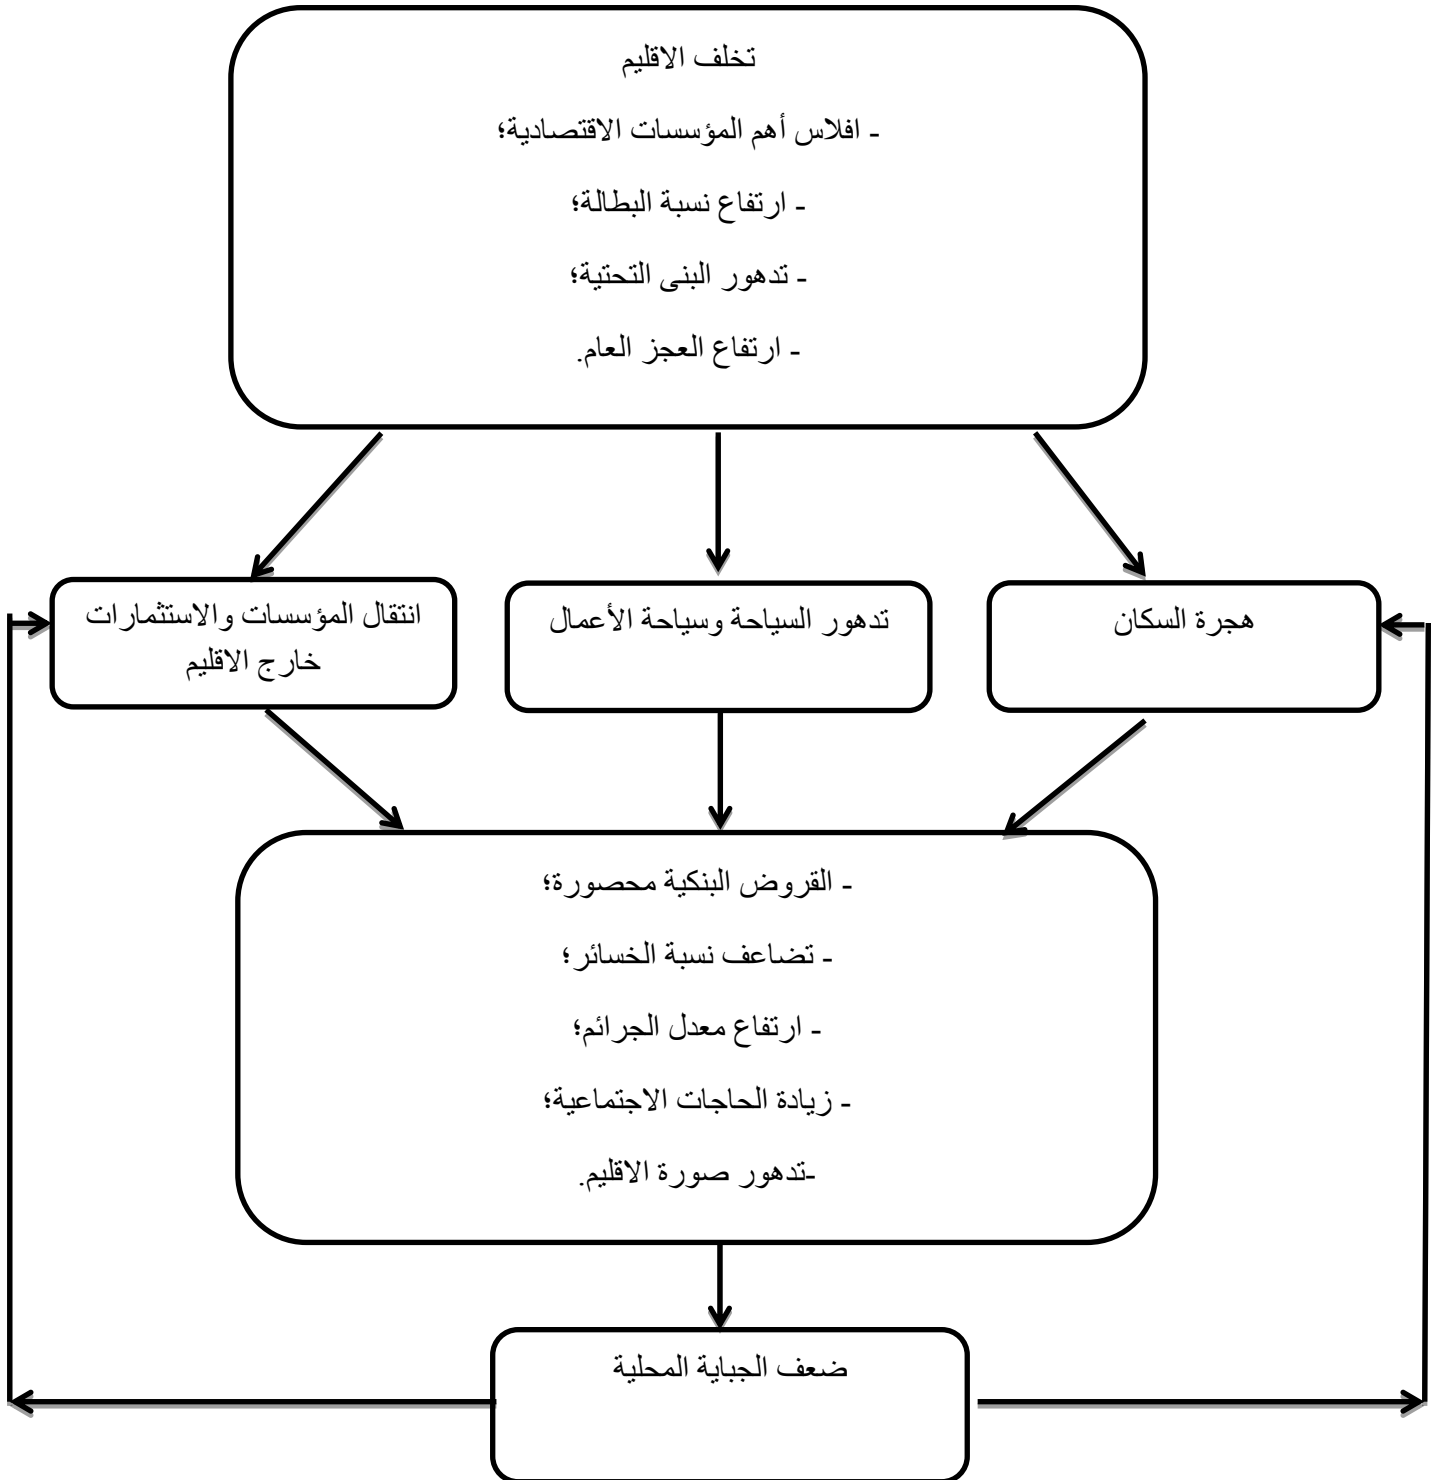 تخلف الاقليم
- افلاس أهم المؤسسات الاقتصادية؛
- ارتفاع نسبة البطالة؛
- تدهور البنى التحتية؛
- ارتفاع العجز العام.
هجرة السكان
تدهور السياحة وسياحة الأعمال
انتقال المؤسسات والاستثمارات
خارج الاقليم
- القروض البنكية محصورة؛
- تضاعف نسبة الخسائر؛
- ارتفاع معدل الجرائم؛
- زيادة الحاجات الاجتماعية؛
-تدهور صورة الاقليم.
ضعف الجباية المحلية